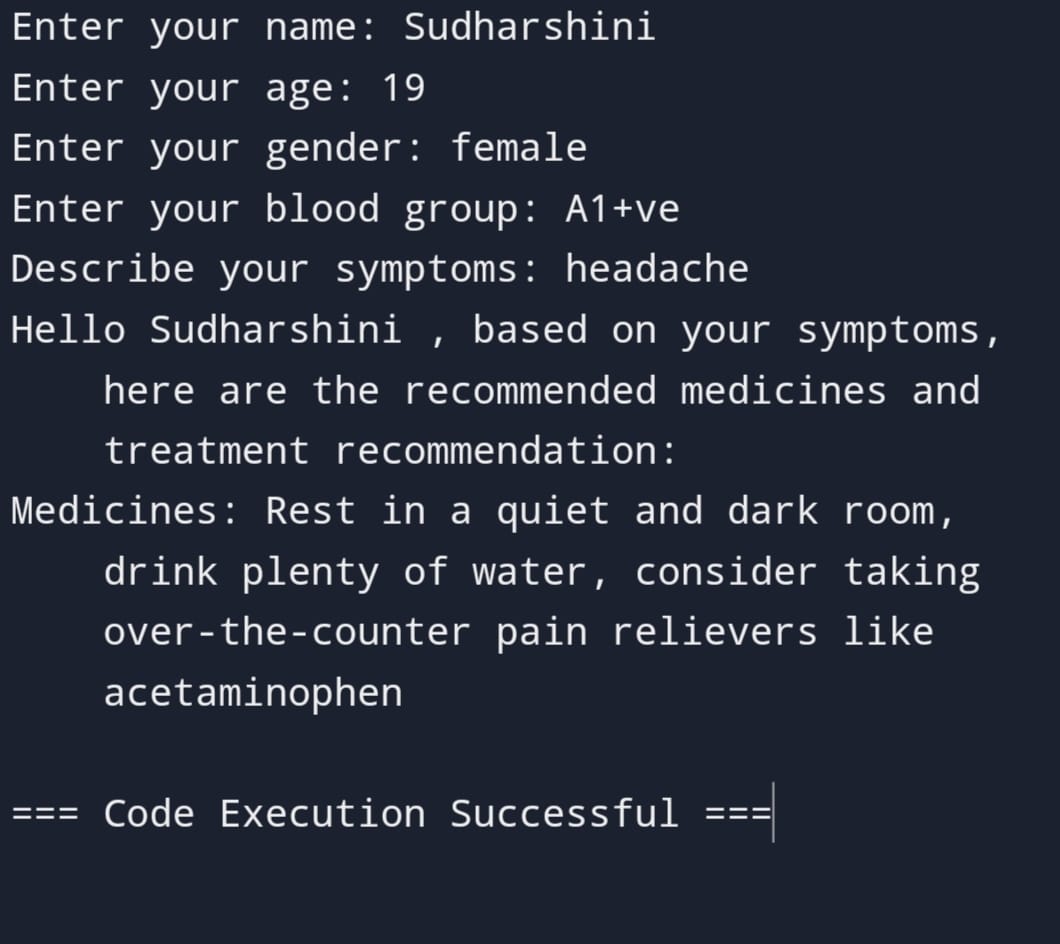 Enter your name: Sudharshini
Enter your age: 19
Enter your gender: female
Enter your blood group: A1+ve
Describe your symptoms: headache
Hello Sudharshini , based on your symptoms,
here are the recommended medicines and
treatment recommendation:
Medicines: Rest in a quiet and dark room,
drink plenty of water, consider taking
over-the-counter pain relievers like
acetaminophen
=== Code Execution Successful ===